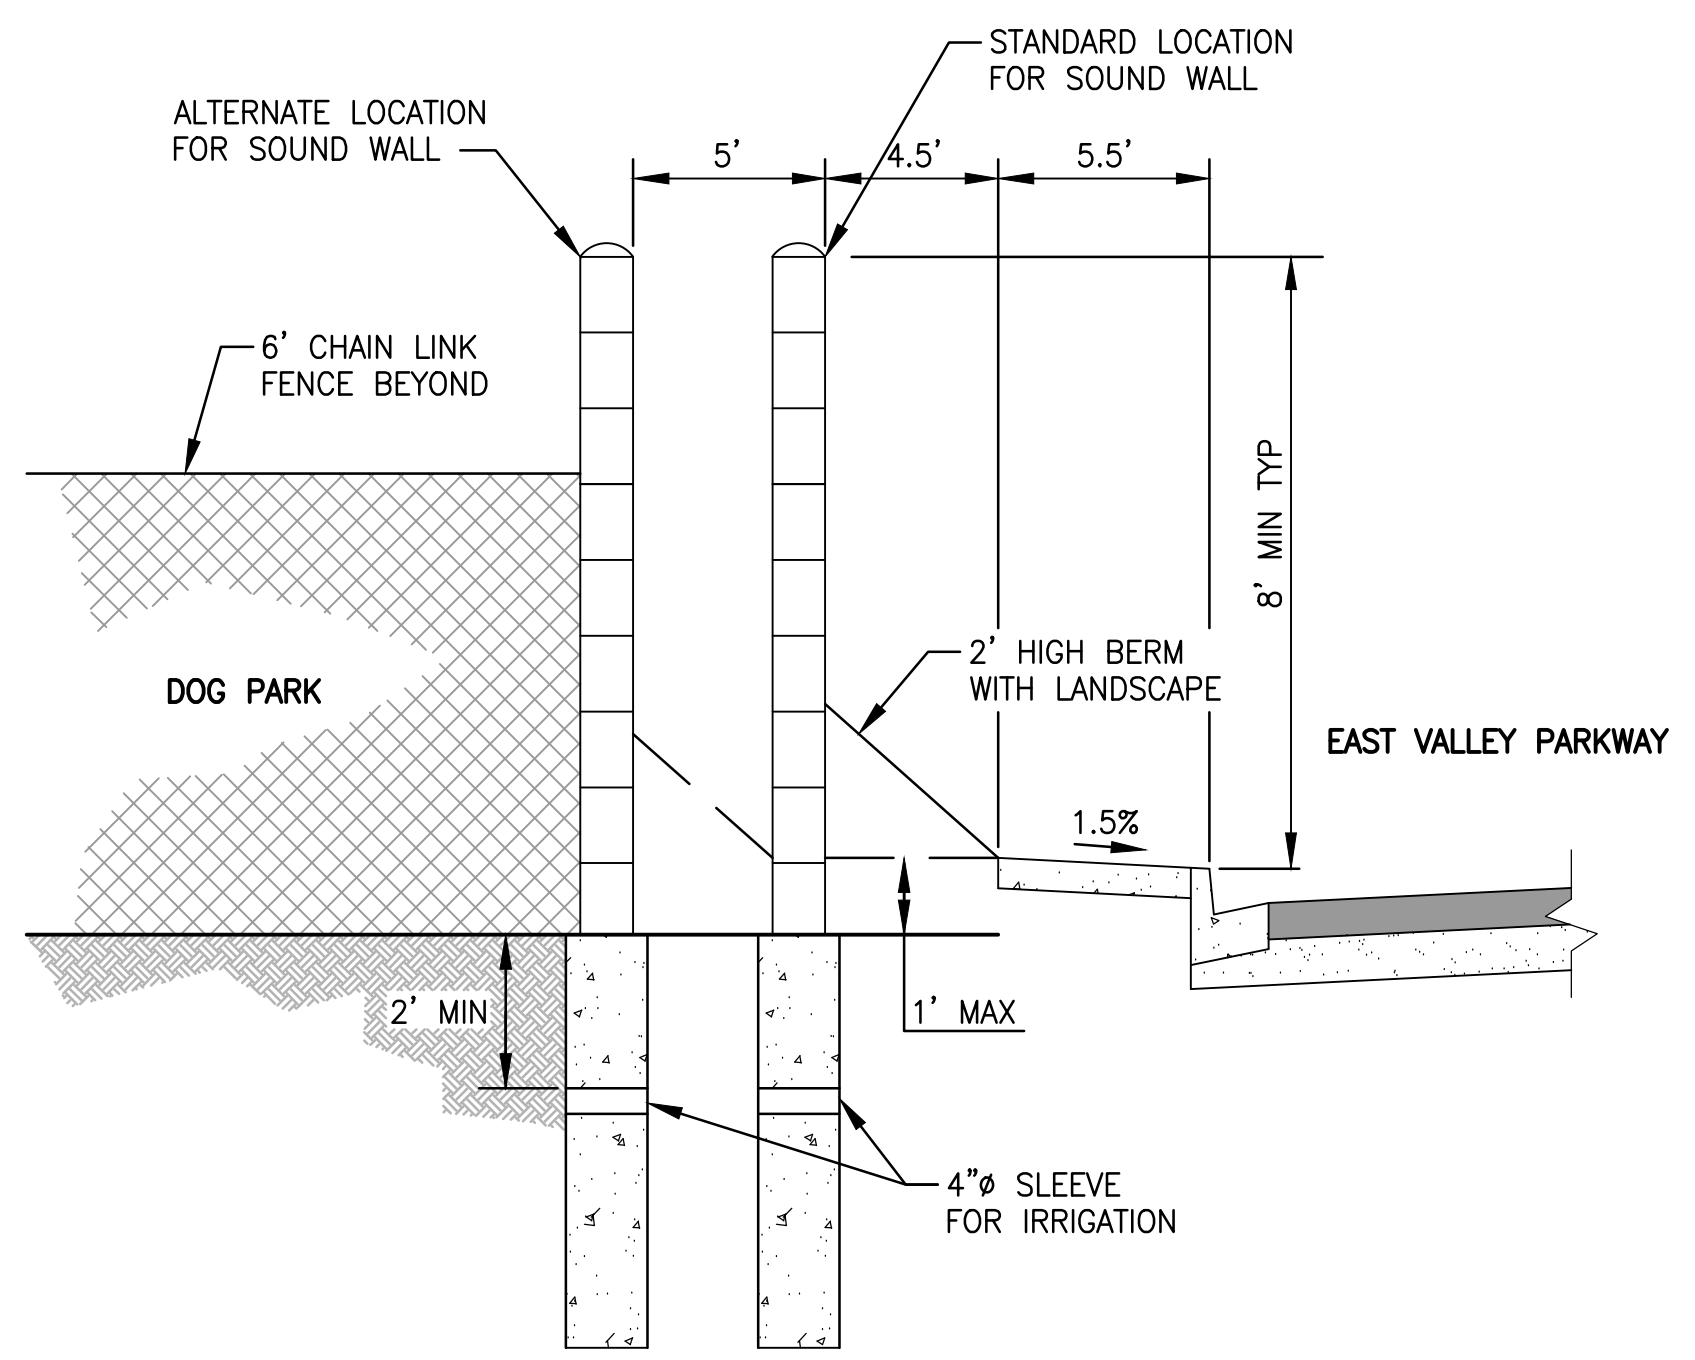 STANDARD LOCATION
FOR SOUND WALL
ALTERNATE LOCATION
FOR SOUND WALL
5'
4.5'
5.5'
6' CHAIN LINK
FENCE BEYOND
8' MIN TYP
2' HIGH BERM
WITH LANDSCAPE
DOG PARK
EAST VALLEY PARKWAY
1.5%
2' MIN
1' MAX
4"ø SLEEVE
FOR IRRIGATION